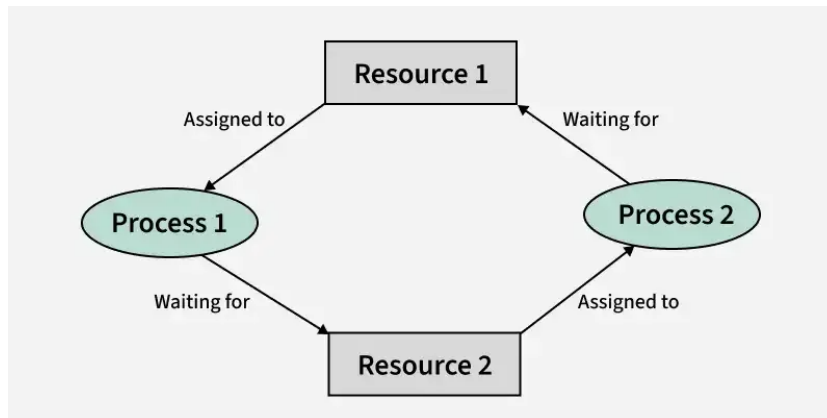 Resource 1
Assigned to
Waiting for
Process 1
Process 2
Waiting for
Assigned to
Resource 2